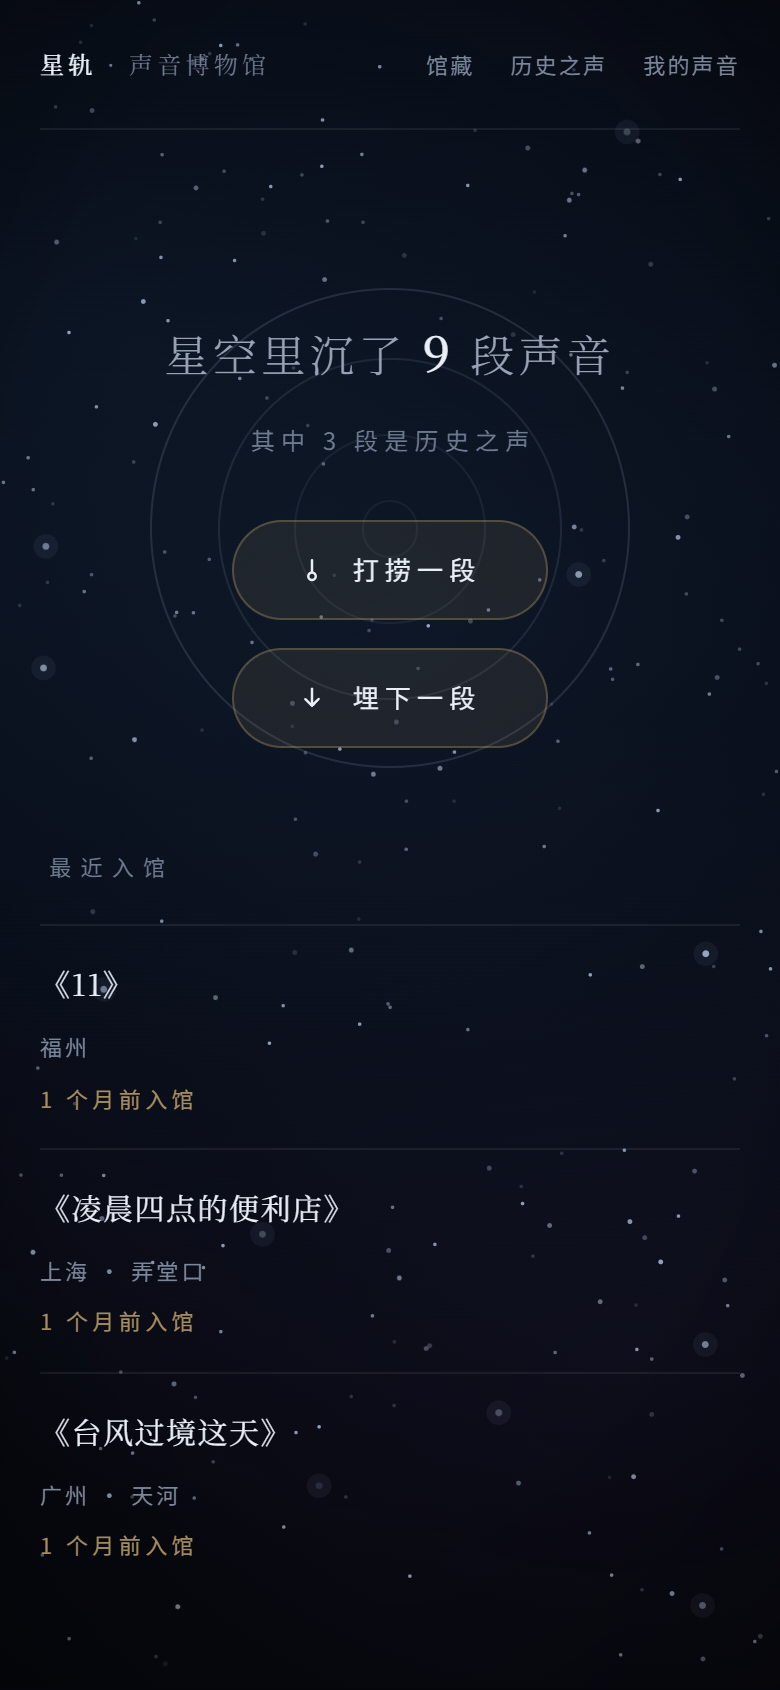 星轨 · 声音博物馆 馆藏 历史之声 我的声音
星空里沉了 9 段声音
其中 3 段是历史之声
打捞一段
↓ 埋下一段
最近入馆
《11》
福州
1 个月前入馆
《凌晨四点的便利店》
上海 · 弄堂口
1 个月前入馆
《台风过境这天》
广州 · 天河
1 个月前入馆